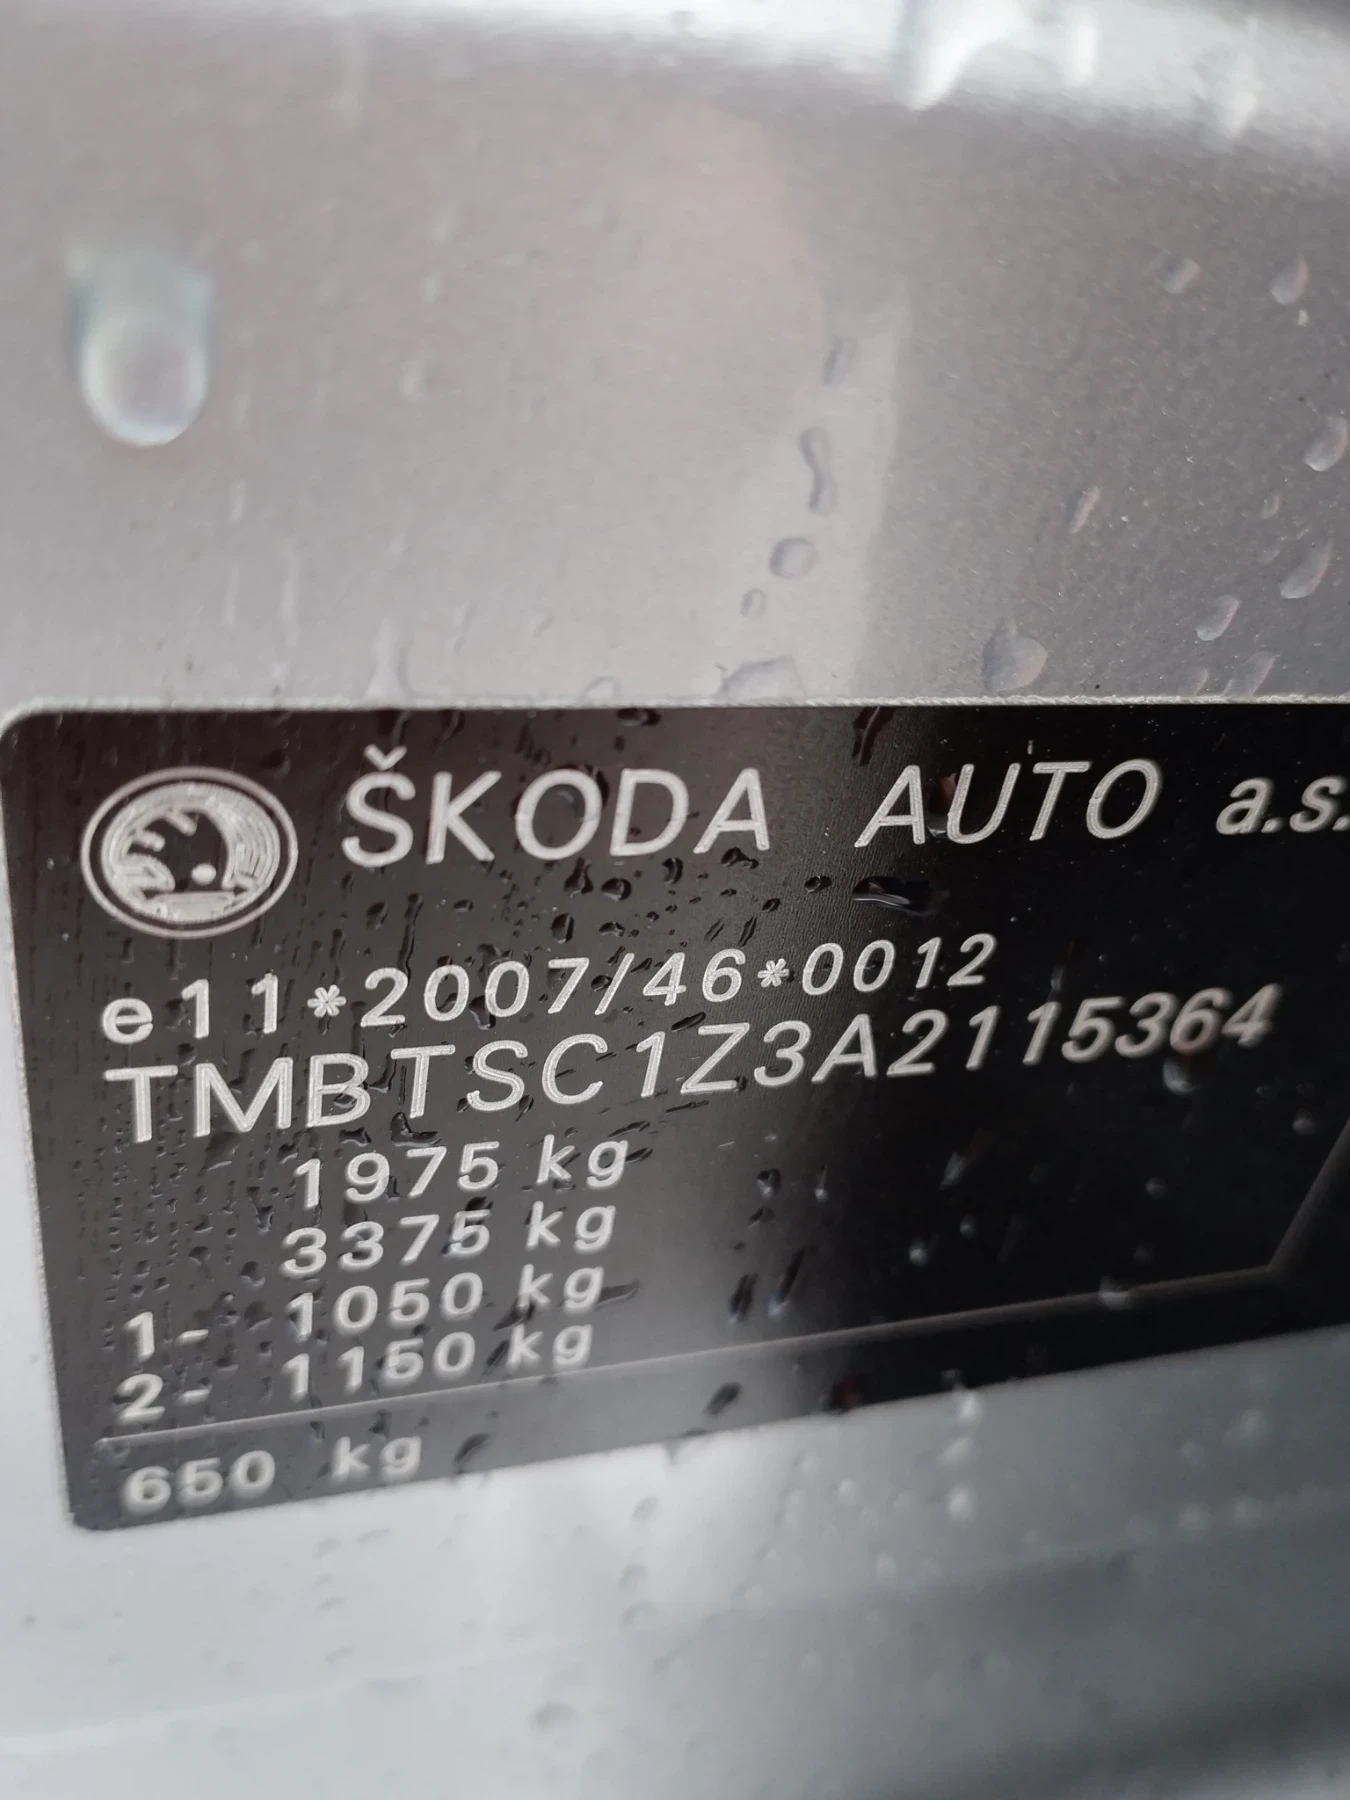 ŠKODA AUTO a.s.
e11*2007/46*0012
TMBTSC1Z3A2115364
1975 kg
3375 kg
1- 1050 kg
2- 1150 kg
650 kg